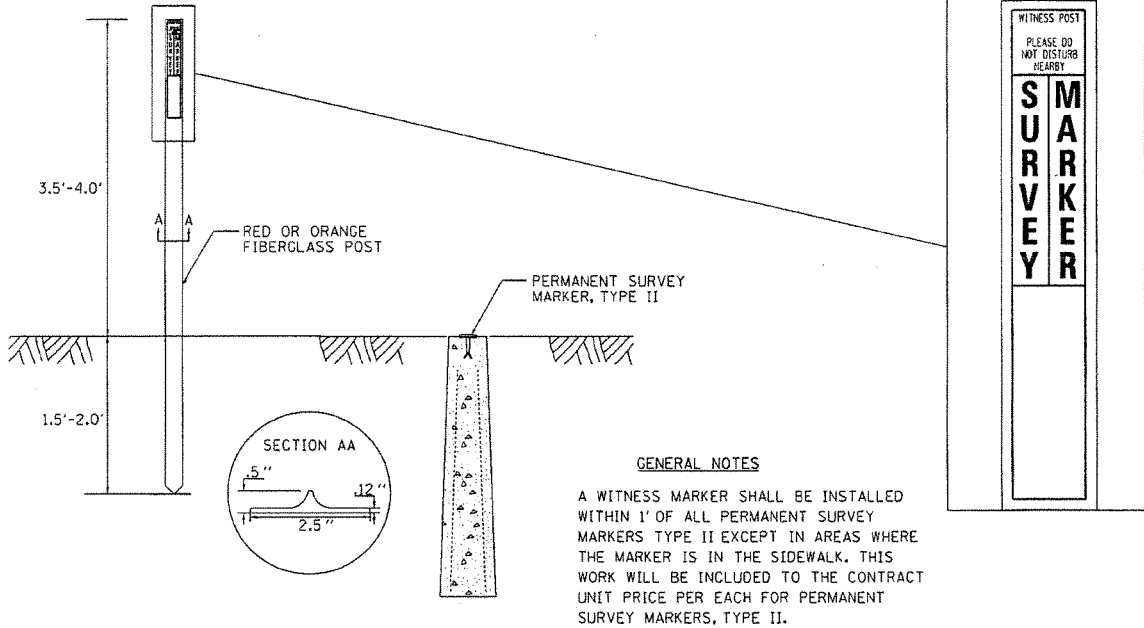 3.5'-4.0'
A A
RED OR ORANGE
FIBERGLASS POST
PERMANENT SURVEY
MARKER, TYPE II
1.5'-2.0'
SECTION AA
.5"
.12"
2.5"
GENERAL NOTES
A WITNESS MARKER SHALL BE INSTALLED
WITHIN 1' OF ALL PERMANENT SURVEY
MARKERS TYPE II EXCEPT IN AREAS WHERE
THE MARKER IS IN THE SIDEWALK. THIS
WORK WILL BE INCLUDED TO THE CONTRACT
UNIT PRICE PER EACH FOR PERMANENT
SURVEY MARKERS, TYPE II.
WITNESS POST
PLEASE DO
NOT DISTURB
NEARBY
SURVEY
MARKER